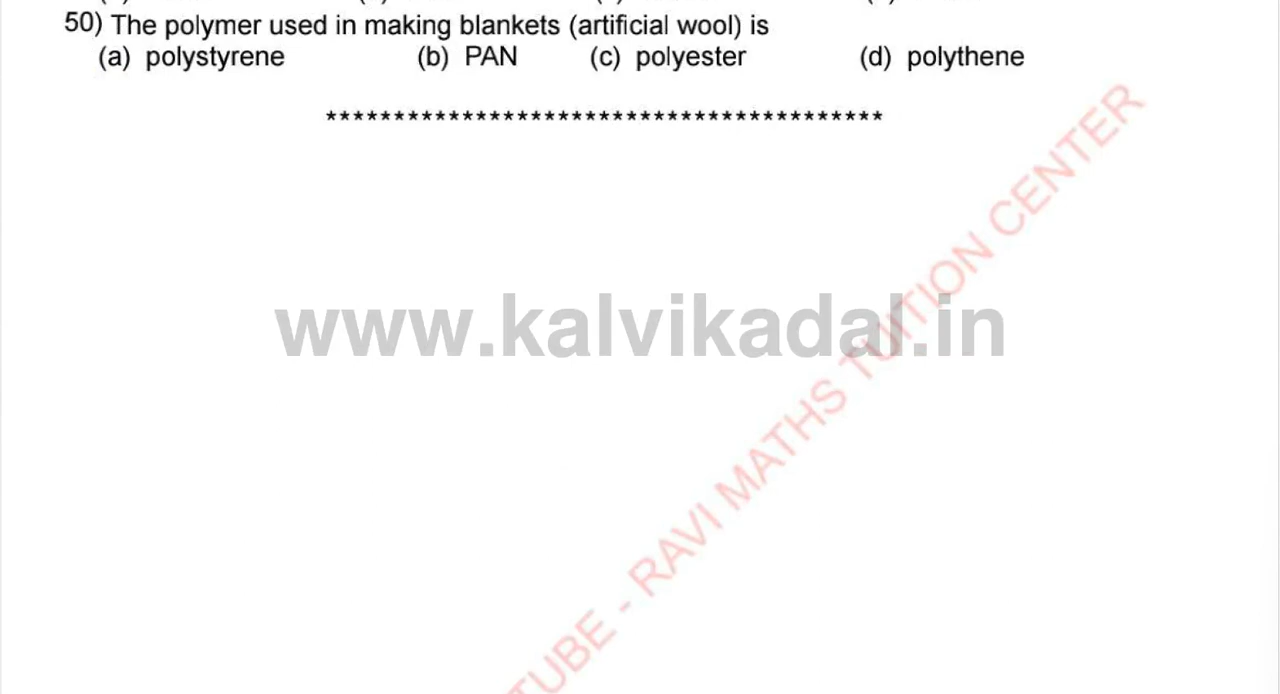 50) The polymer used in making blankets (artificial wool) is
(a) polystyrene (b) PAN (c) polyester (d) polythene
*****************************************
www.kalvikadal.in
TUBE - RAVI MATHS TUITION CENTER